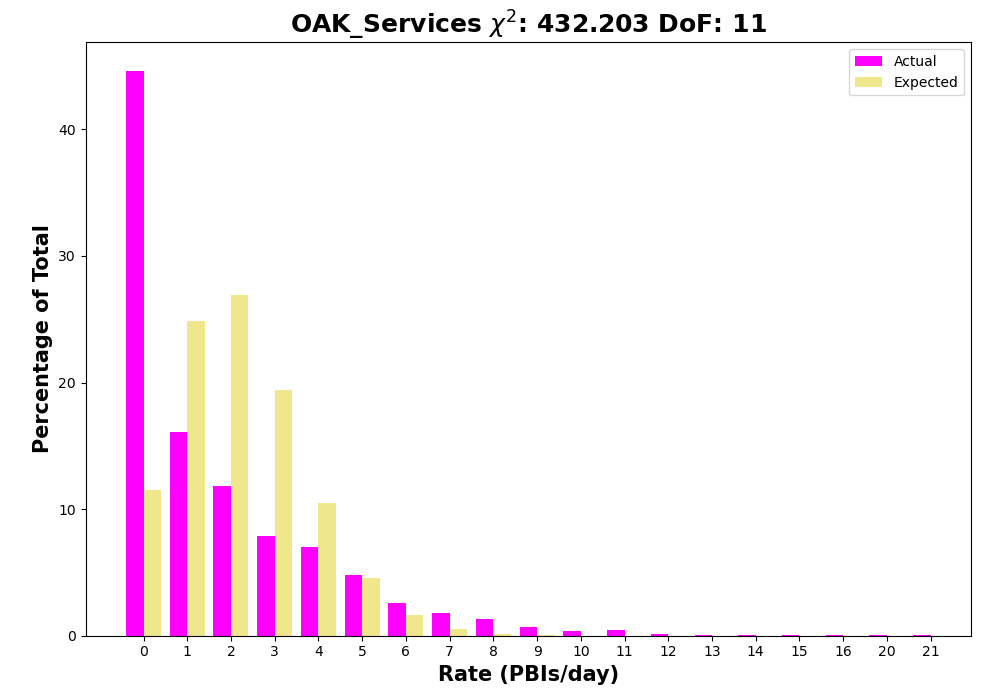 OAK_Services χ²: 432.203 DoF: 11
Actual
Expected
Percentage of Total
40
30
20
10
0
0 1 2 3 4 5 6 7 8 9 10 11 12 13 14 15 16 20 21
Rate (PBIs/day)